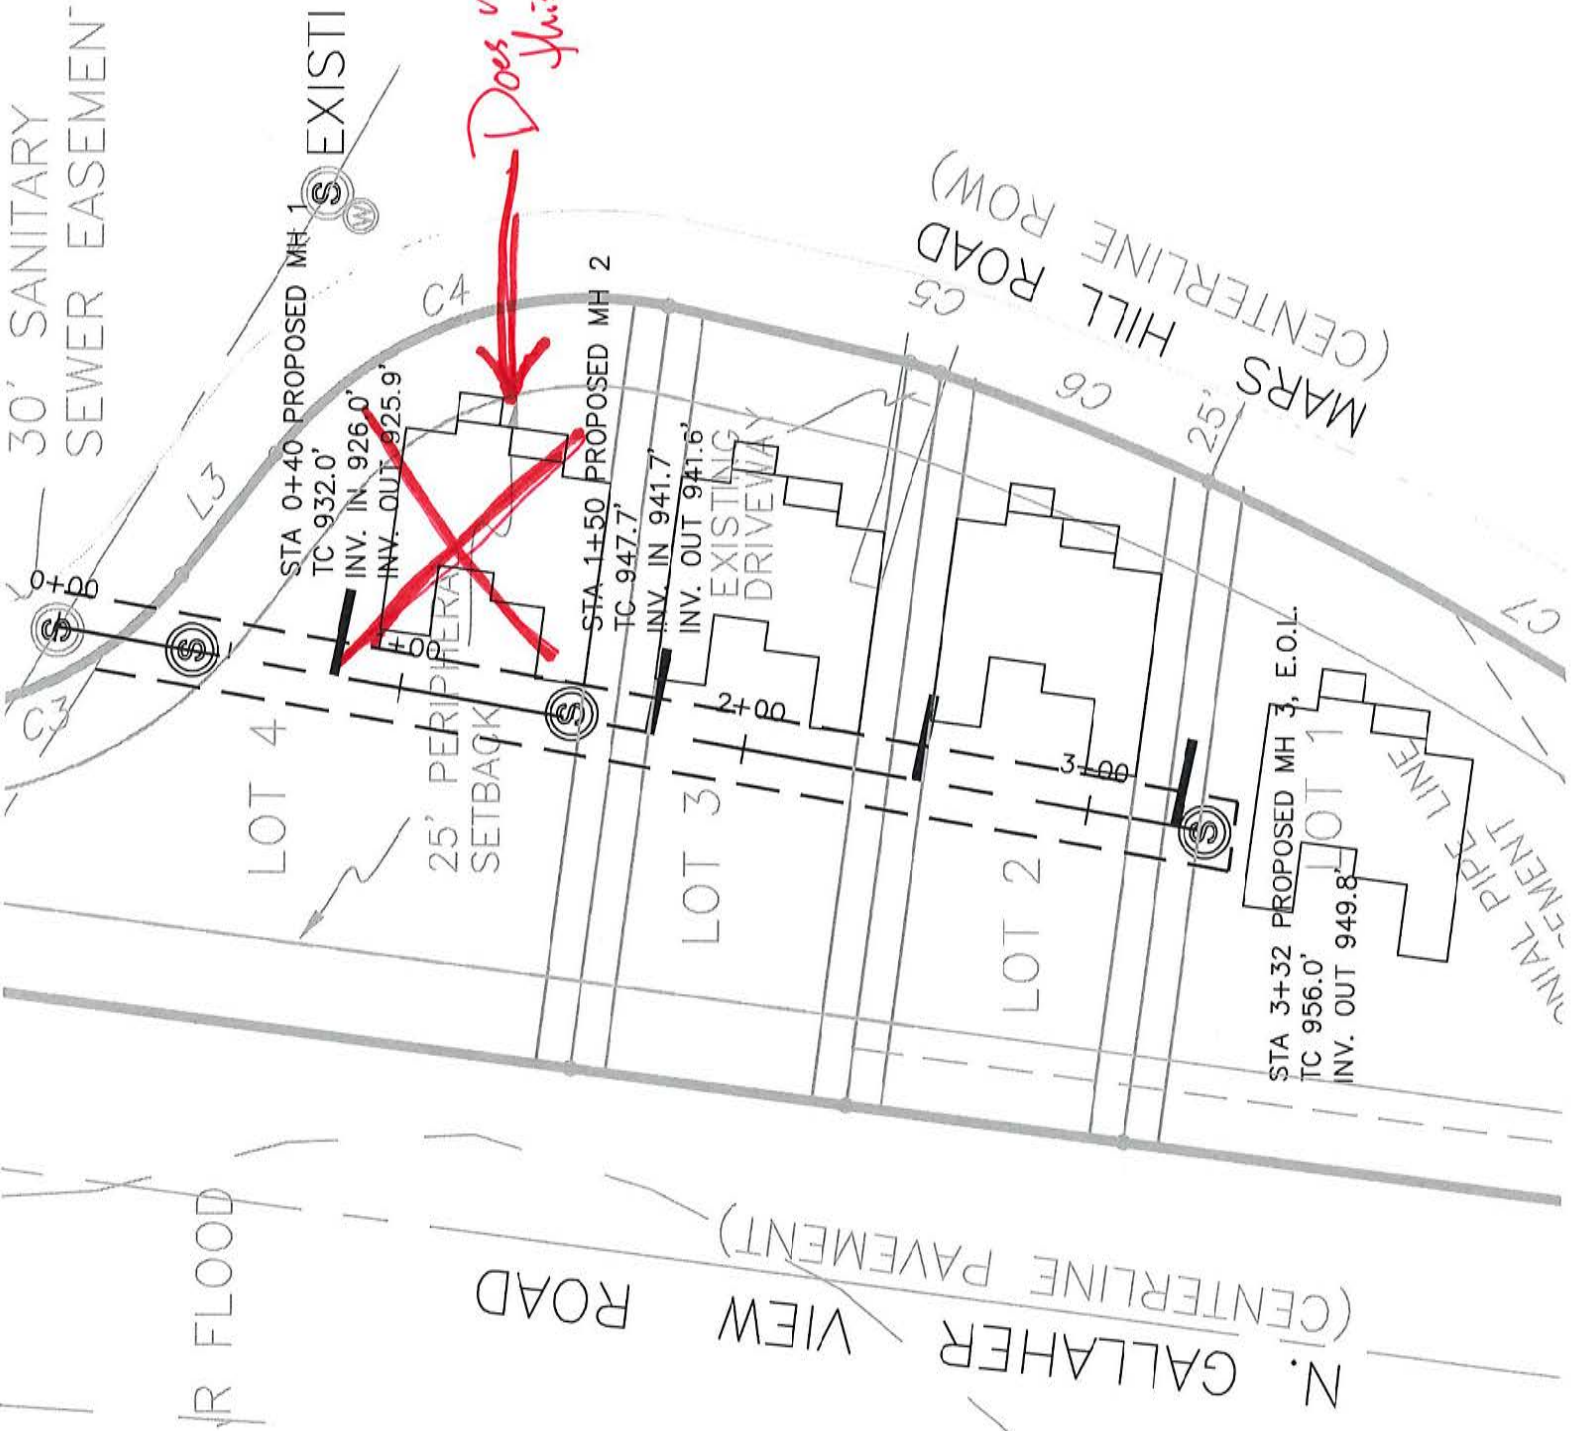 30' SANITARY
SEWER EASEMENT
EXISTI
S
W
Does
STA 0+40 PROPOSED MH 1
TC 932.0'
INV. IN 926.0'
INV. OUT 925.9'
C4
L3
C3
0+00
S
S
STA 1+50 PROPOSED MH 2
TC 947.7'
INV. IN 941.7'
INV. OUT 941.6'
EXISTING
DRIVEWAY
MARS HILL ROAD
(CENTERLINE ROW)
C5
C6
25'
C7
+00
S
2+00
3+00
S
LOT 4
25' PERIPHERAL
SETBACK
LOT 3
LOT 2
LOT 1
STA 3+32 PROPOSED MH 3, E.O.L.
TC 956.0'
INV. OUT 949.8'
ONIAL PIPE LINE
EMENT
R FLOOD
YR
N. GALLAHER VIEW ROAD
(CENTERLINE PAVEMENT)